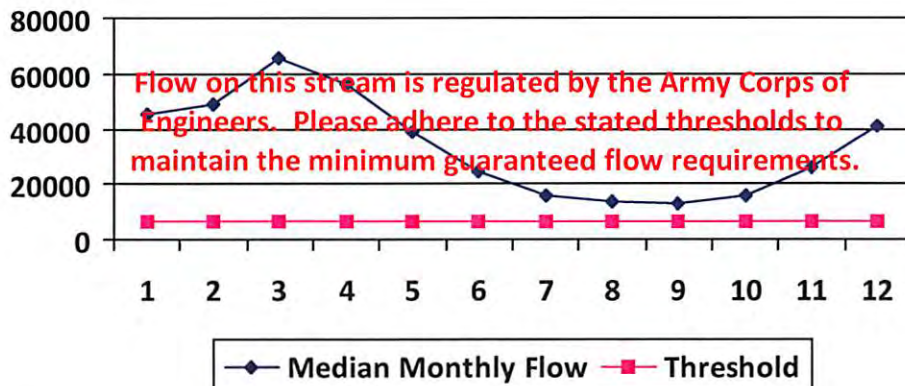 80000
60000
40000
20000
0
Flow on this stream is regulated by the Army Corps of
Engineers. Please adhere to the stated thresholds to
maintain the minimum guaranteed flow requirements.
1 2 3 4 5 6 7 8 9 10 11 12
Median Monthly Flow Threshold